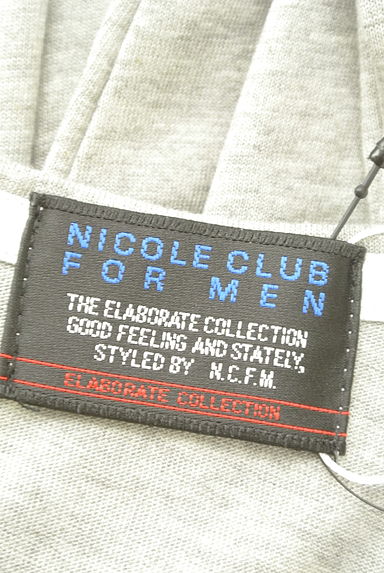 NICOLE CLUB
FOR MEN
THE ELABORATE COLLECTION
GOOD FEELING AND STATELY,
STYLED BY N.C.F.M.
ELABORATE COLLECTION